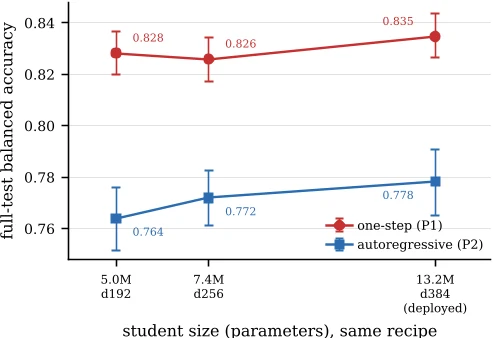 full-test balanced accuracy
0.84
0.82
0.80
0.78
0.76
0.828
0.826
0.835
0.764
0.772
0.778
one-step (P1)
autoregressive (P2)
5.0M
d192
7.4M
d256
13.2M
d384
(deployed)
student size (parameters), same recipe